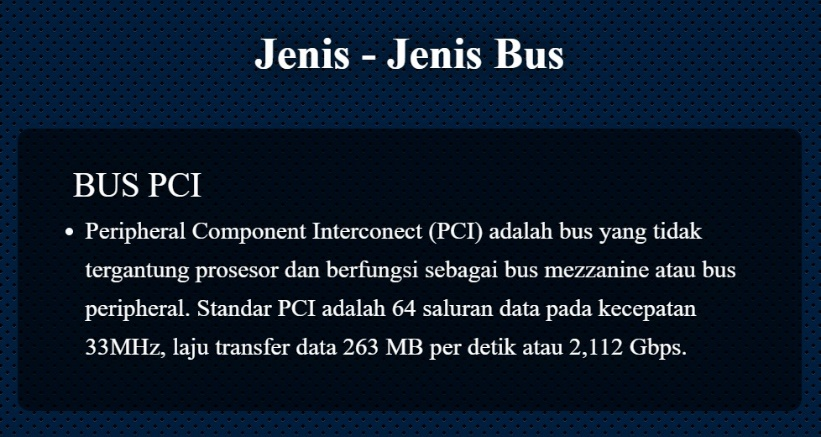 Jenis - Jenis Bus
BUS PCI
• Peripheral Component Interconect (PCI) adalah bus yang tidak
tergantung prosesor dan berfungsi sebagai bus mezzanine atau bus
peripheral. Standar PCI adalah 64 saluran data pada kecepatan
33MHz, laju transfer data 263 MB per detik atau 2,112 Gbps.